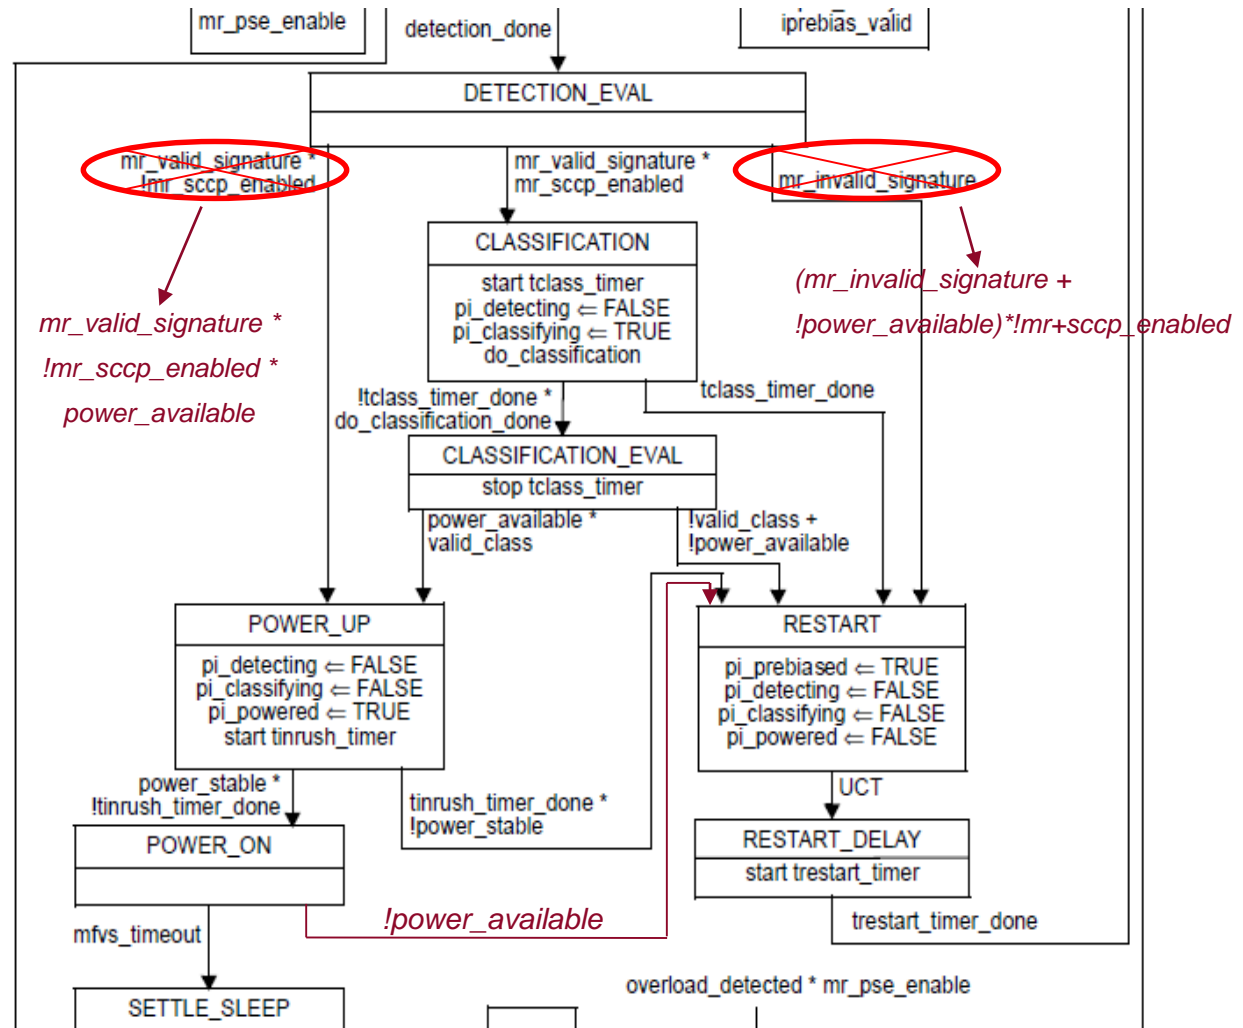 mr_pse_enable
detection_done
iprebias_valid
DETECTION_EVAL
mr_valid_signature *
!mr_sccp_enabled
mr_valid_signature *
mr_sccp_enabled
mr_invalid_signature
CLASSIFICATION
start tclass_timer
pi_detecting ⇐ FALSE
pi_classifying ⇐ TRUE
do_classification
(mr_invalid_signature +
!power_available)*!mr+sccp_enabled
mr_valid_signature *
!mr_sccp_enabled *
power_available
!tclass_timer_done *
do_classification_done
tclass_timer_done
CLASSIFICATION_EVAL
stop tclass_timer
power_available *
valid_class
!valid_class +
!power_available
POWER_UP
pi_detecting ⇐ FALSE
pi_classifying ⇐ FALSE
pi_powered ⇐ TRUE
start tinrush_timer
RESTART
pi_prebiased ⇐ TRUE
pi_detecting ⇐ FALSE
pi_classifying ⇐ FALSE
pi_powered ⇐ FALSE
power_stable *
!tinrush_timer_done
tinrush_timer_done *
!power_stable
UCT
POWER_ON
RESTART_DELAY
start trestart_timer
!power_available
mfvs_timeout
trestart_timer_done
SETTLE_SLEEP
overload_detected * mr_pse_enable